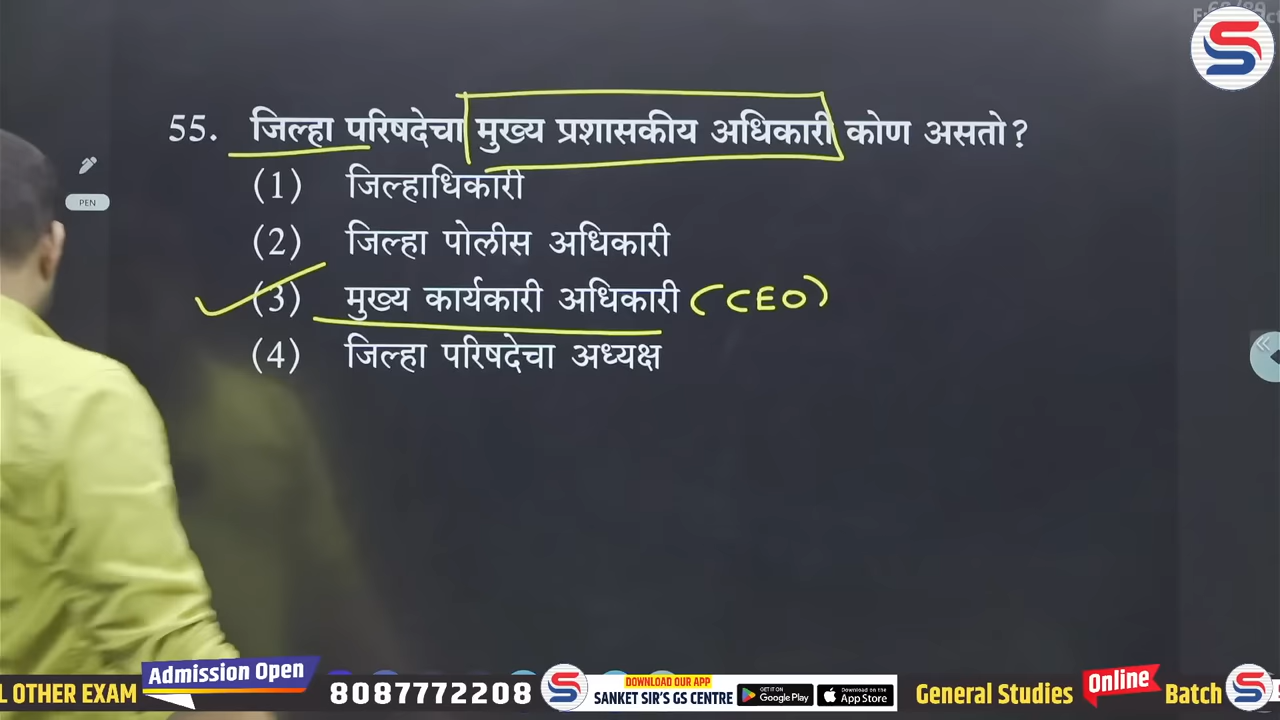 55. जिल्हा परिषदेचा मुख्य प्रशासकीय अधिकारी कोण असतो?
(1) जिल्हाधिकारी
PEN
(2) जिल्हा पोलीस अधिकारी
(3) मुख्य कार्यकारी अधिकारी (CEO)
(4) जिल्हा परिषदेचा अध्यक्ष
L OTHER EXAM Admission Open 8087772208 DOWNLOAD OUR APP
SANKET SIR'S GS CENTRE GET IT ON Google Play Download on the App Store General Studies Online Batch